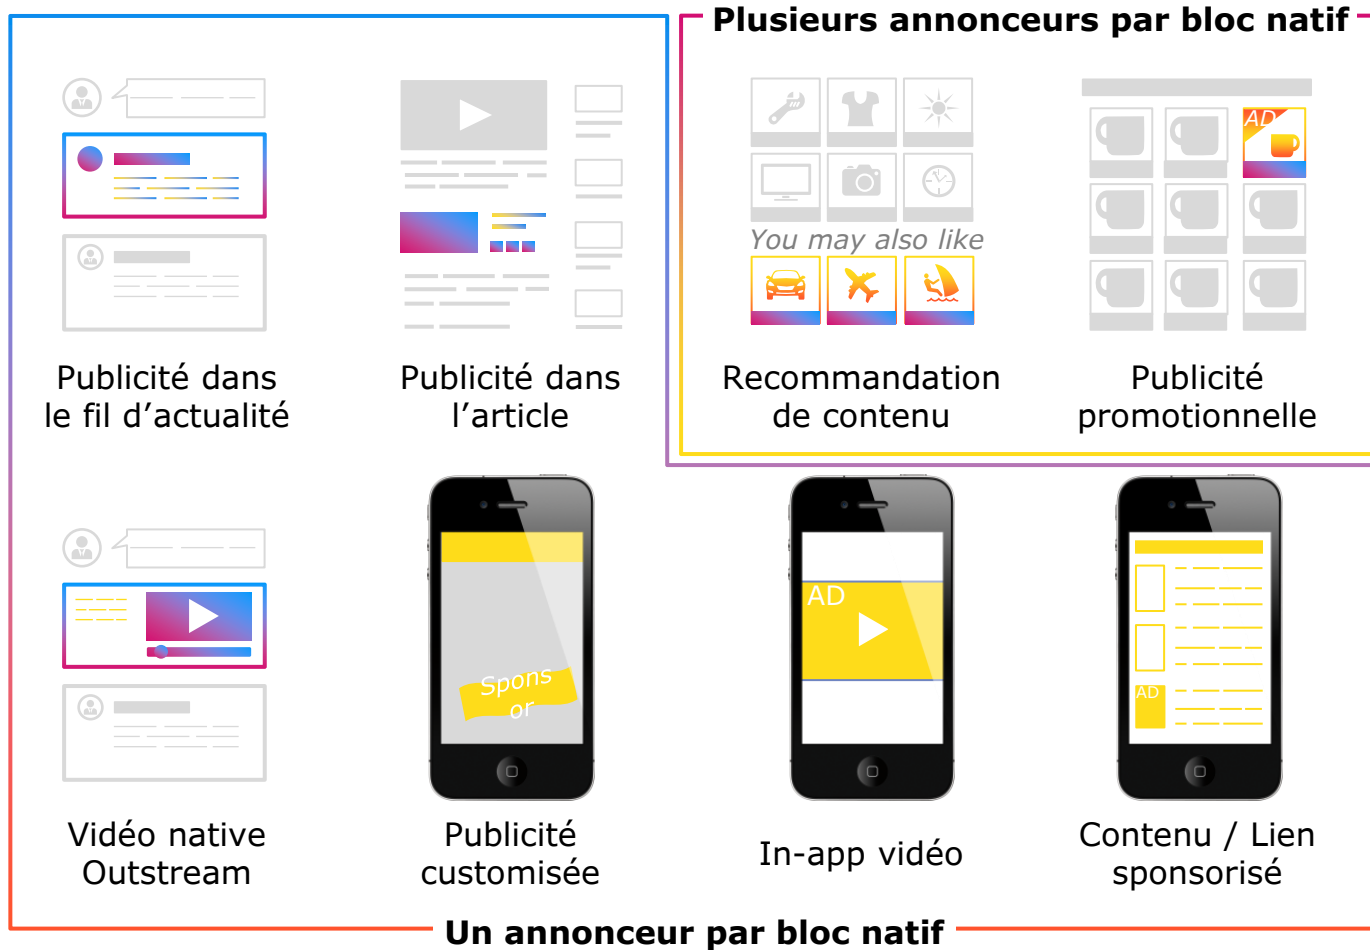 Plusieurs annonceurs par bloc natif
AD
You may also like
Publicité dans
le fil d’actualité
Publicité dans
l’article
Recommandation
de contenu
Publicité
promotionnelle
Spons
or
AD
AD
Vidéo native
Outstream
Publicité
customisée
In-app vidéo
Contenu / Lien
sponsorisé
Un annonceur par bloc natif